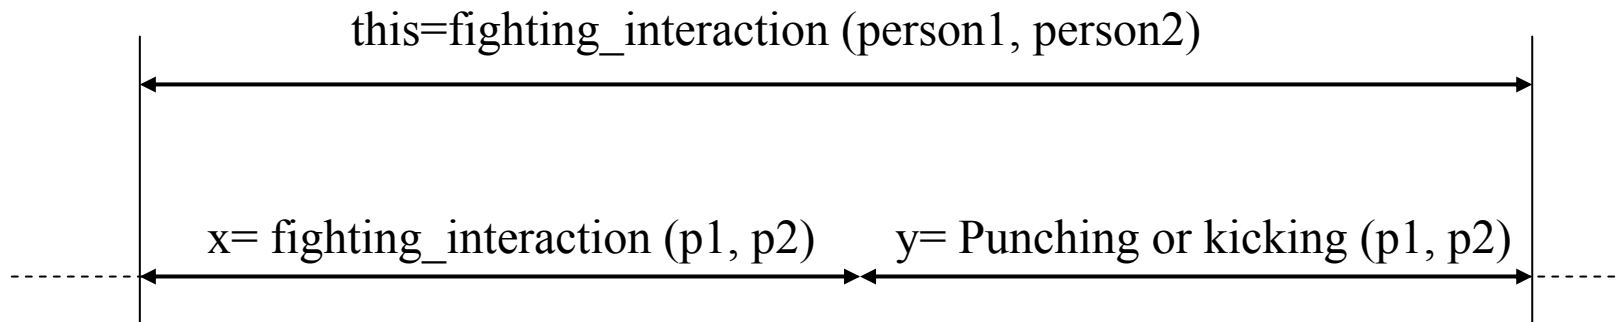 this=fighting_interaction (person1, person2)
x= fighting_interaction (p1, p2) y= Punching or kicking (p1, p2)